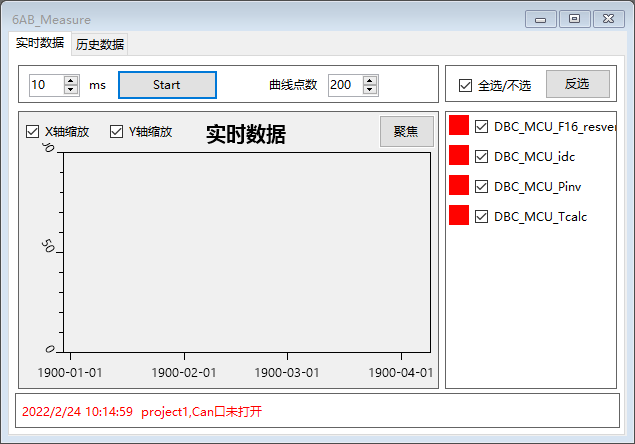 6AB_Measure
实时数据 历史数据
10 ms Start 曲线点数 200
全选/不选 反选
X轴缩放 Y轴缩放 实时数据 聚焦
DBC_MCU_F16_resver
DBC_MCU_idc
DBC_MCU_Pinv
DBC_MCU_Tcalc
50
0
1900-01-01 1900-02-01 1900-03-01 1900-04-01
2022/2/24 10:14:59 project1,Can口未打开